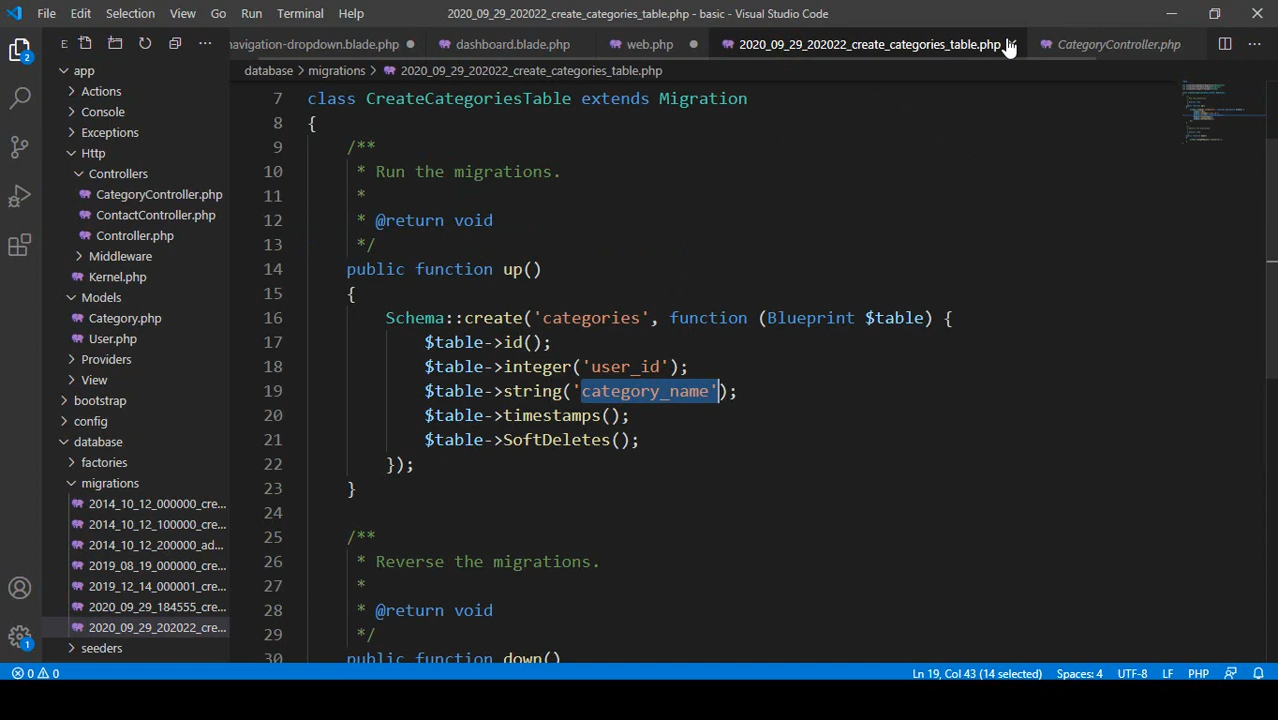 File Edit Selection View Go Run Terminal Help 2020_09_29_202022_create_categories_table.php - basic - Visual Studio Code
E navigation-dropdown.blade.php dashboard.blade.php web.php 2020_09_29_202022_create_categories_table.php CategoryController.php
database > migrations > 2020_09_29_202022_create_categories_table.php
app
Actions
Console
Exceptions
Http
Controllers
CategoryController.php
ContactController.php
Controller.php
Middleware
Kernel.php
Models
Category.php
User.php
Providers
View
bootstrap
config
database
factories
migrations
2014_10_12_000000_cre...
2014_10_12_100000_cre...
2014_10_12_200000_ad...
2019_08_19_000000_cre...
2019_12_14_000001_cre...
2020_09_29_184555_cre...
2020_09_29_202022_cre...
seeders
2
1
7 class CreateCategoriesTable extends Migration
8 {
9 /**
10 * Run the migrations.
11 *
12 * @return void
13 */
14 public function up()
15 {
16 Schema::create('categories', function (Blueprint $table) {
17 $table->id();
18 $table->integer('user_id');
19 $table->string('category_name');
20 $table->timestamps();
21 $table->SoftDeletes();
22 });
23 }
24
25 /**
26 * Reverse the migrations.
27 *
28 * @return void
29 */
30 public function down()
0 0 Ln 19, Col 43 (14 selected) Spaces: 4 UTF-8 LF PHP